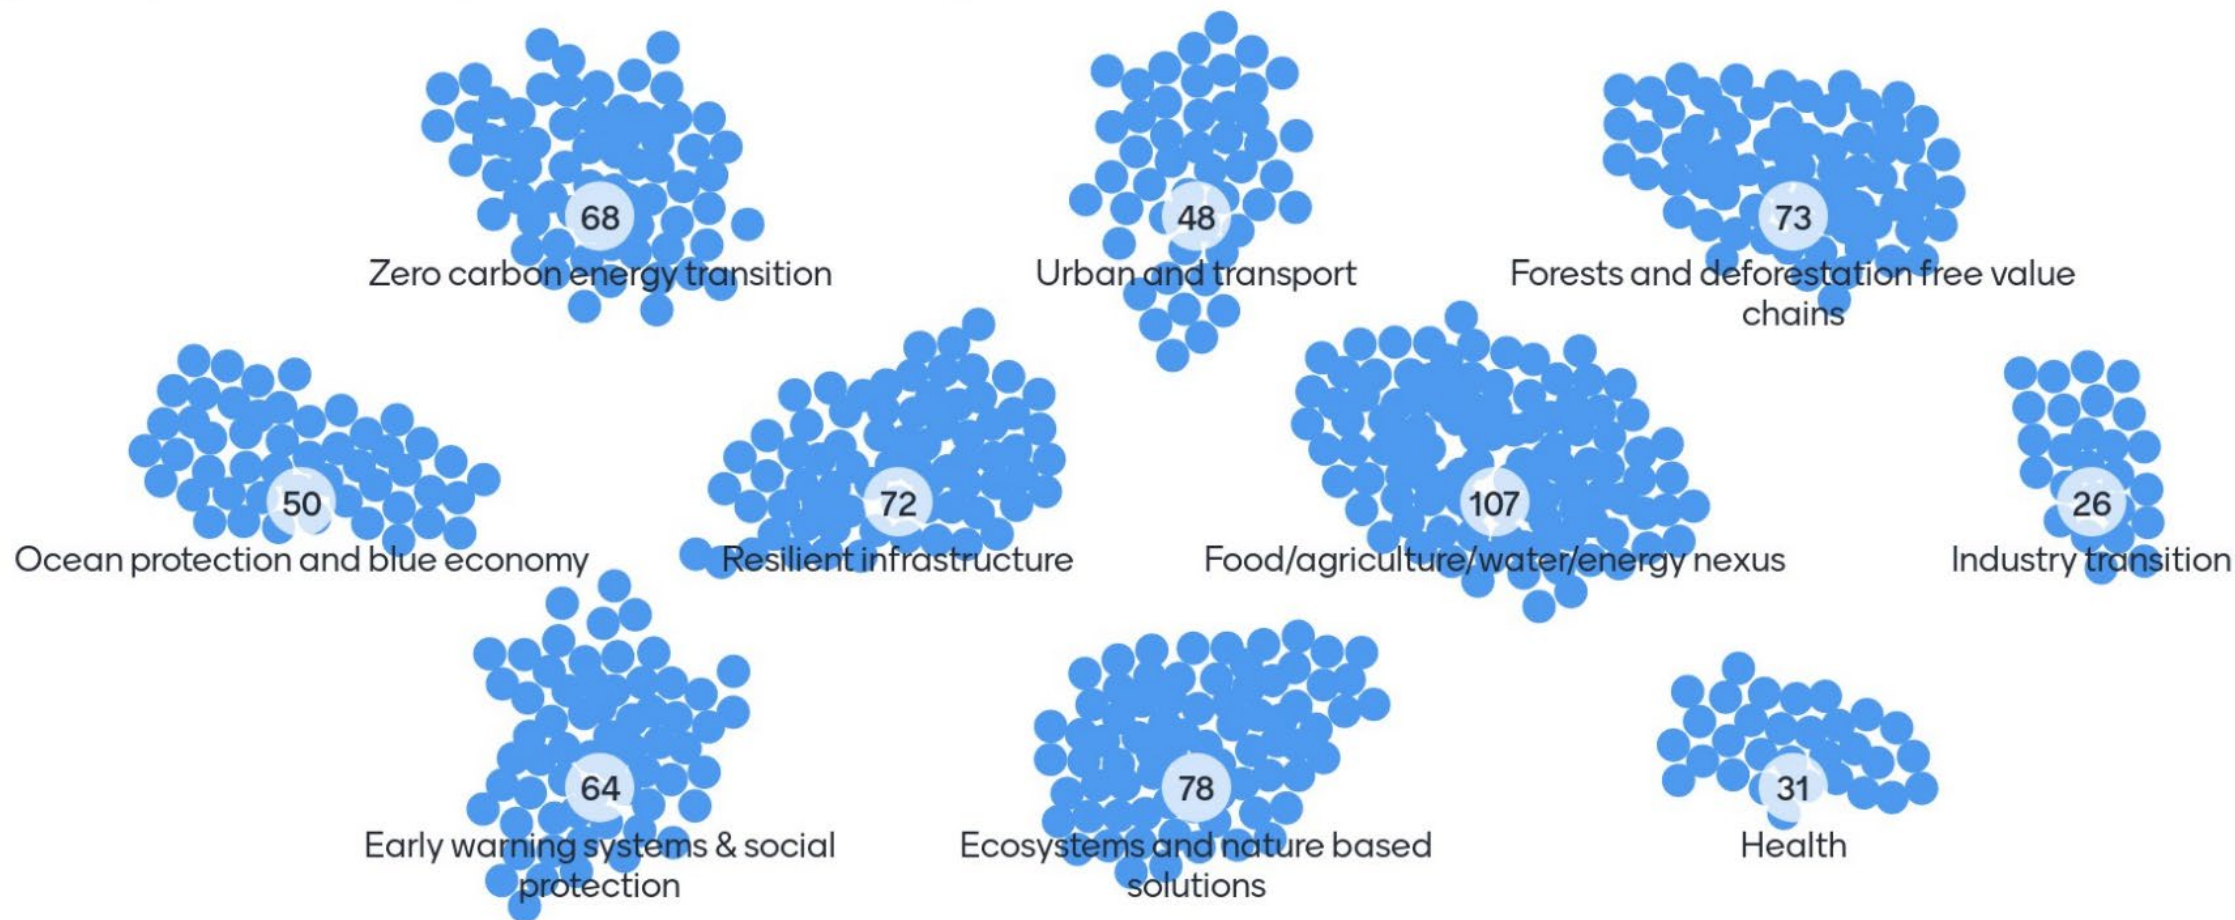 68
Zero carbon energy transition
48
Urban and transport
73
Forests and deforestation free value
chains
50
Ocean protection and blue economy
72
Resilient infrastructure
107
Food/agriculture/water/energy nexus
26
Industry transition
64
Early warning systems & social
protection
78
Ecosystems and nature based
solutions
31
Health